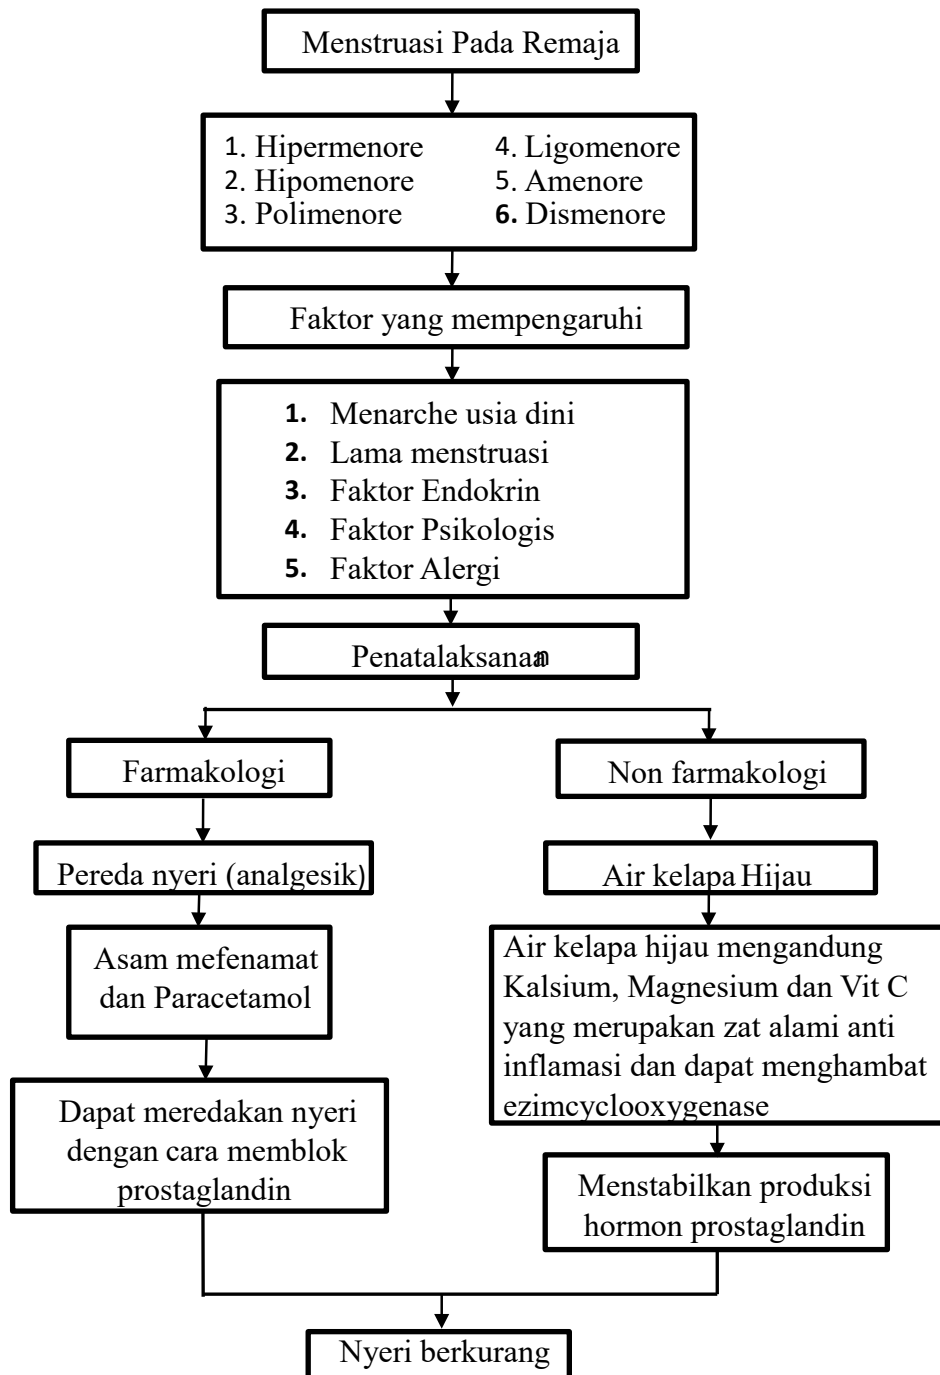 Menstruasi Pada Remaja
1. Hipermenore
2. Hipomenore
3. Polimenore
4. Ligomenore
5. Amenore
6. Dismenore
Faktor yang mempengaruhi
1. Menarche usia dini
2. Lama menstruasi
3. Faktor Endokrin
4. Faktor Psikologis
5. Faktor Alergi
Penatalaksanaan
Farmakologi
Pereda nyeri (analgesik)
Asam mefenamat
dan Paracetamol
Dapat meredakan nyeri
dengan cara memblok
prostaglandin
Non farmakologi
Air kelapa Hijau
Air kelapa hijau mengandung
Kalsium, Magnesium dan Vit C
yang merupakan zat alami anti
inflamasi dan dapat menghambat
ezimcyclooxygenase
Menstabilkan produksi
hormon prostaglandin
Nyeri berkurang